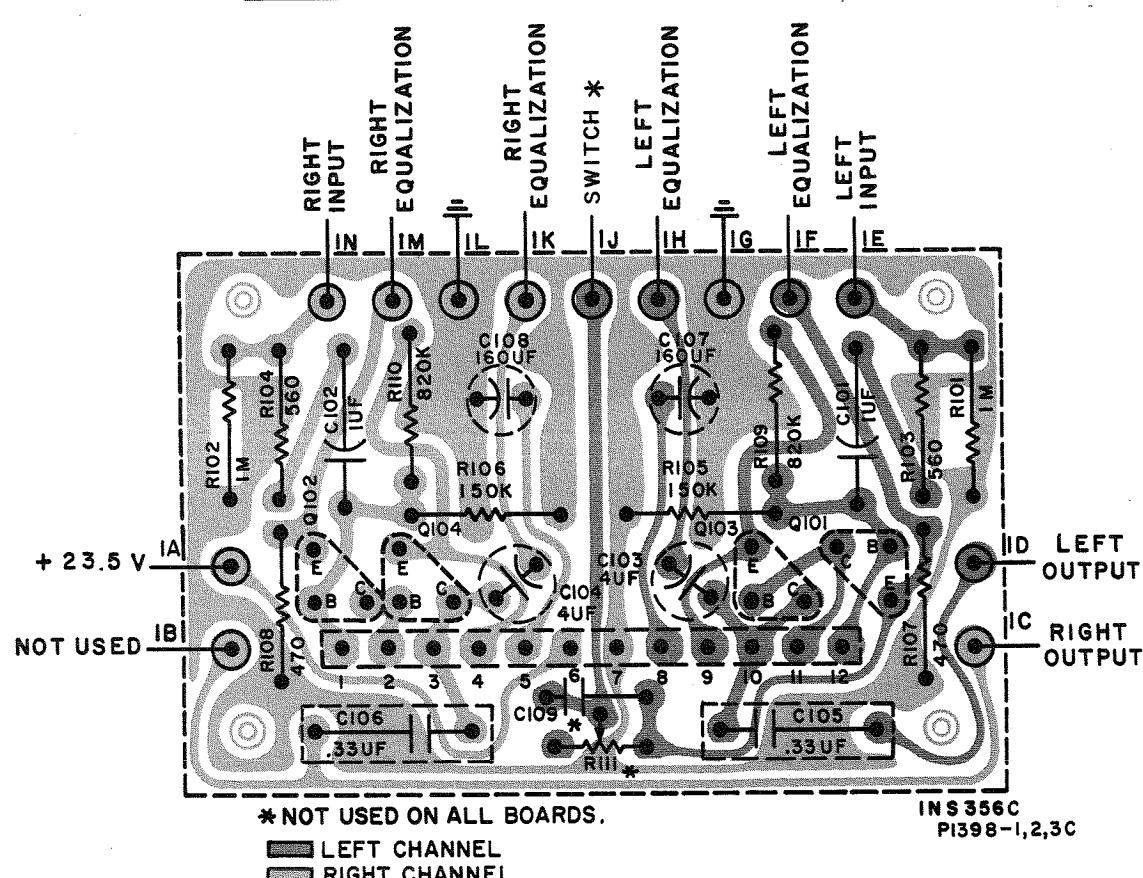 RIGHT INPUT
RIGHT EQUALIZATION
RIGHT EQUALIZATION
SWITCH *
LEFT EQUALIZATION
LEFT EQUALIZATION
LEFT INPUT
IN IM IL IK IJ IH IG IF IE
C108
160UF
C107
160UF
R102
1M
R104
560
C102
1UF
R110
820K
R109
820K
C101
1UF
R103
560
R101
1M
R106
150K
R105
150K
Q102
Q104
Q103
Q101
+ 23.5 V
IA
ID
LEFT OUTPUT
E
B
C
E
B
C
C104
4UF
C103
4UF
E
B
C
C
B
E
NOT USED
IB
IC
RIGHT OUTPUT
R108
470
R107
470
1 2 3 4 5 6 7 8 9 10 11 12
C109
*
C106
.33UF
C105
.33UF
R111 *
* NOT USED ON ALL BOARDS.
INS356C
P1398-1,2,3C
LEFT CHANNEL
RIGHT CHANNEL